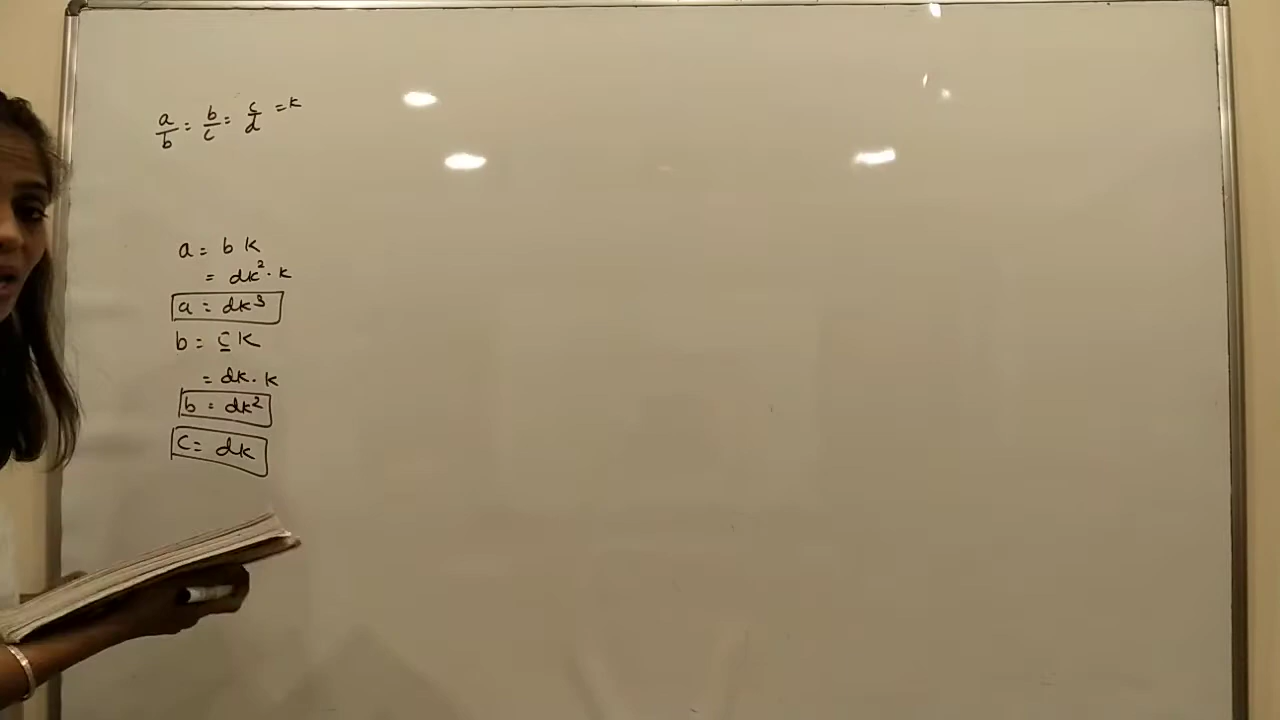 a/b = b/c = c/d = k
a = b k
= dk² · k
a = dk³
b = c k
= dk · k
b = dk²
c = dk